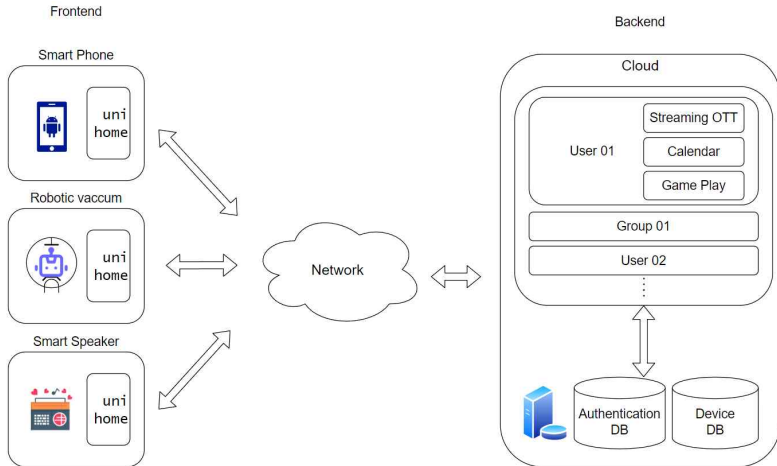 Frontend
Backend
Smart Phone
uni
home
Robotic vaccum
uni
home
Smart Speaker
uni
home
Network
Cloud
User 01
Streaming OTT
Calendar
Game Play
Group 01
User 02
Authentication
DB
Device
DB